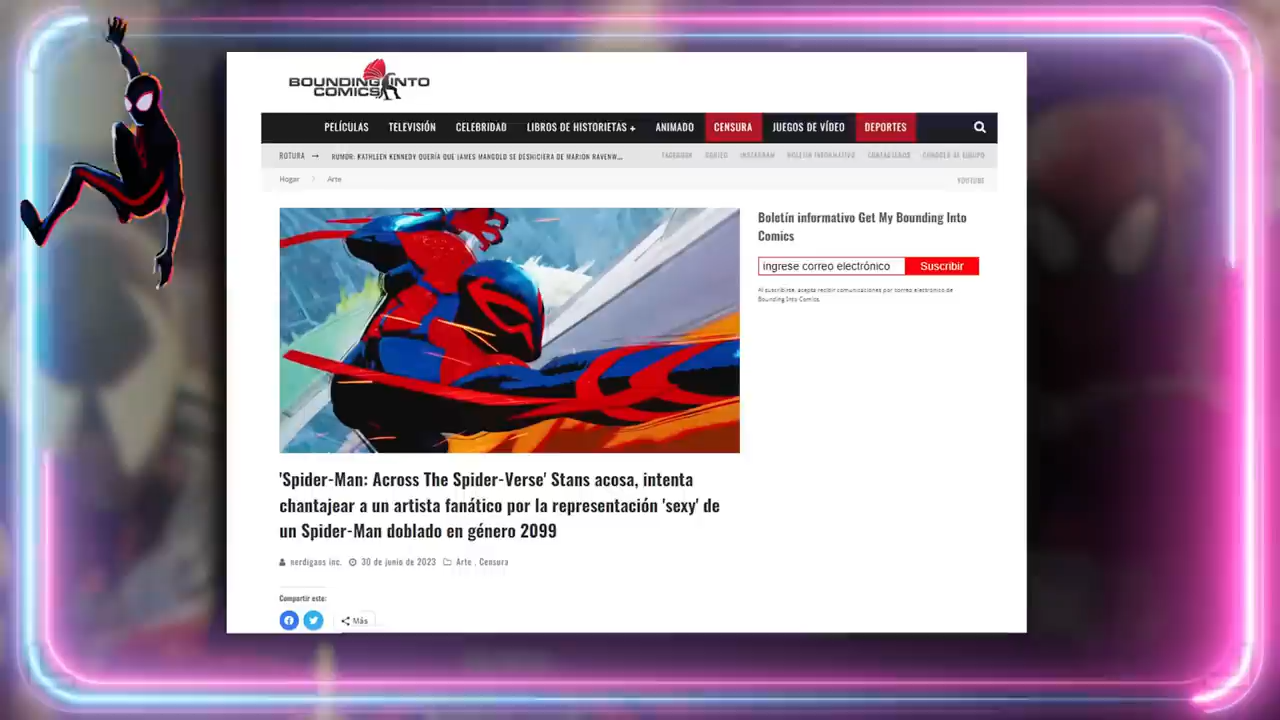 BOUNDING INTO
COMICS
PELÍCULAS TELEVISIÓN CELEBRIDAD LIBROS DE HISTORIETAS + ANIMADO CENSURA JUEGOS DE VÍDEO DEPORTES
ROTURA → RUMOR: KATHLEEN KENNEDY QUERÍA QUE JAMES MANGOLD SE DESHICIERA DE MARION RAVENW... FACEBOOK CORREO INSTAGRAM BOLETÍN INFORMATIVO CONTÁCTENOS CONOCE AL EQUIPO
YOUTUBE
Hogar > Arte
Boletín informativo Get My Bounding Into
Comics
ingrese correo electrónico Suscribir
Al suscribirse, acepta recibir comunicaciones por correo electrónico de
Bounding Into Comics.
'Spider-Man: Across The Spider-Verse' Stans acosa, intenta
chantajear a un artista fanático por la representación 'sexy' de
un Spider-Man doblado en género 2099
nerdigans inc. 30 de junio de 2023 Arte , Censura
Compartir este:
Más